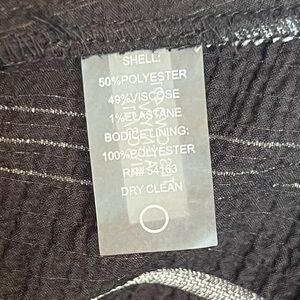 SHELL:
50%POLYESTER
49%VISCOSE
1%ELASTANE
BODICE LINING:
100%POLYESTER
RN# 54163
DRY CLEAN